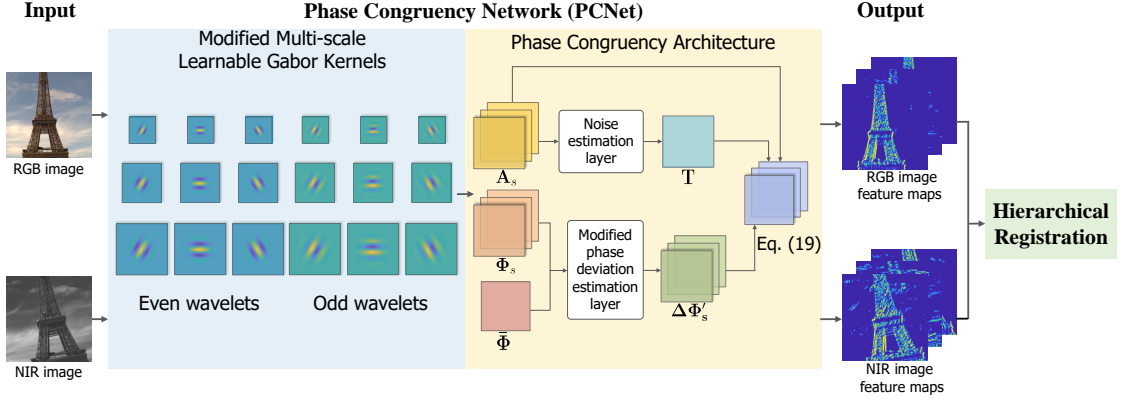 Input
Phase Congruency Network (PCNet)
Output
Modified Multi-scale
Learnable Gabor Kernels
Phase Congruency Architecture
RGB image
Even wavelets
Odd wavelets
NIR image
A_s
Noise
estimation
layer
T
Φ_s
Φ̄
Modified
phase
deviation
estimation
layer
ΔΦ′_s
Eq. (19)
RGB image
feature maps
NIR image
feature maps
Hierarchical
Registration